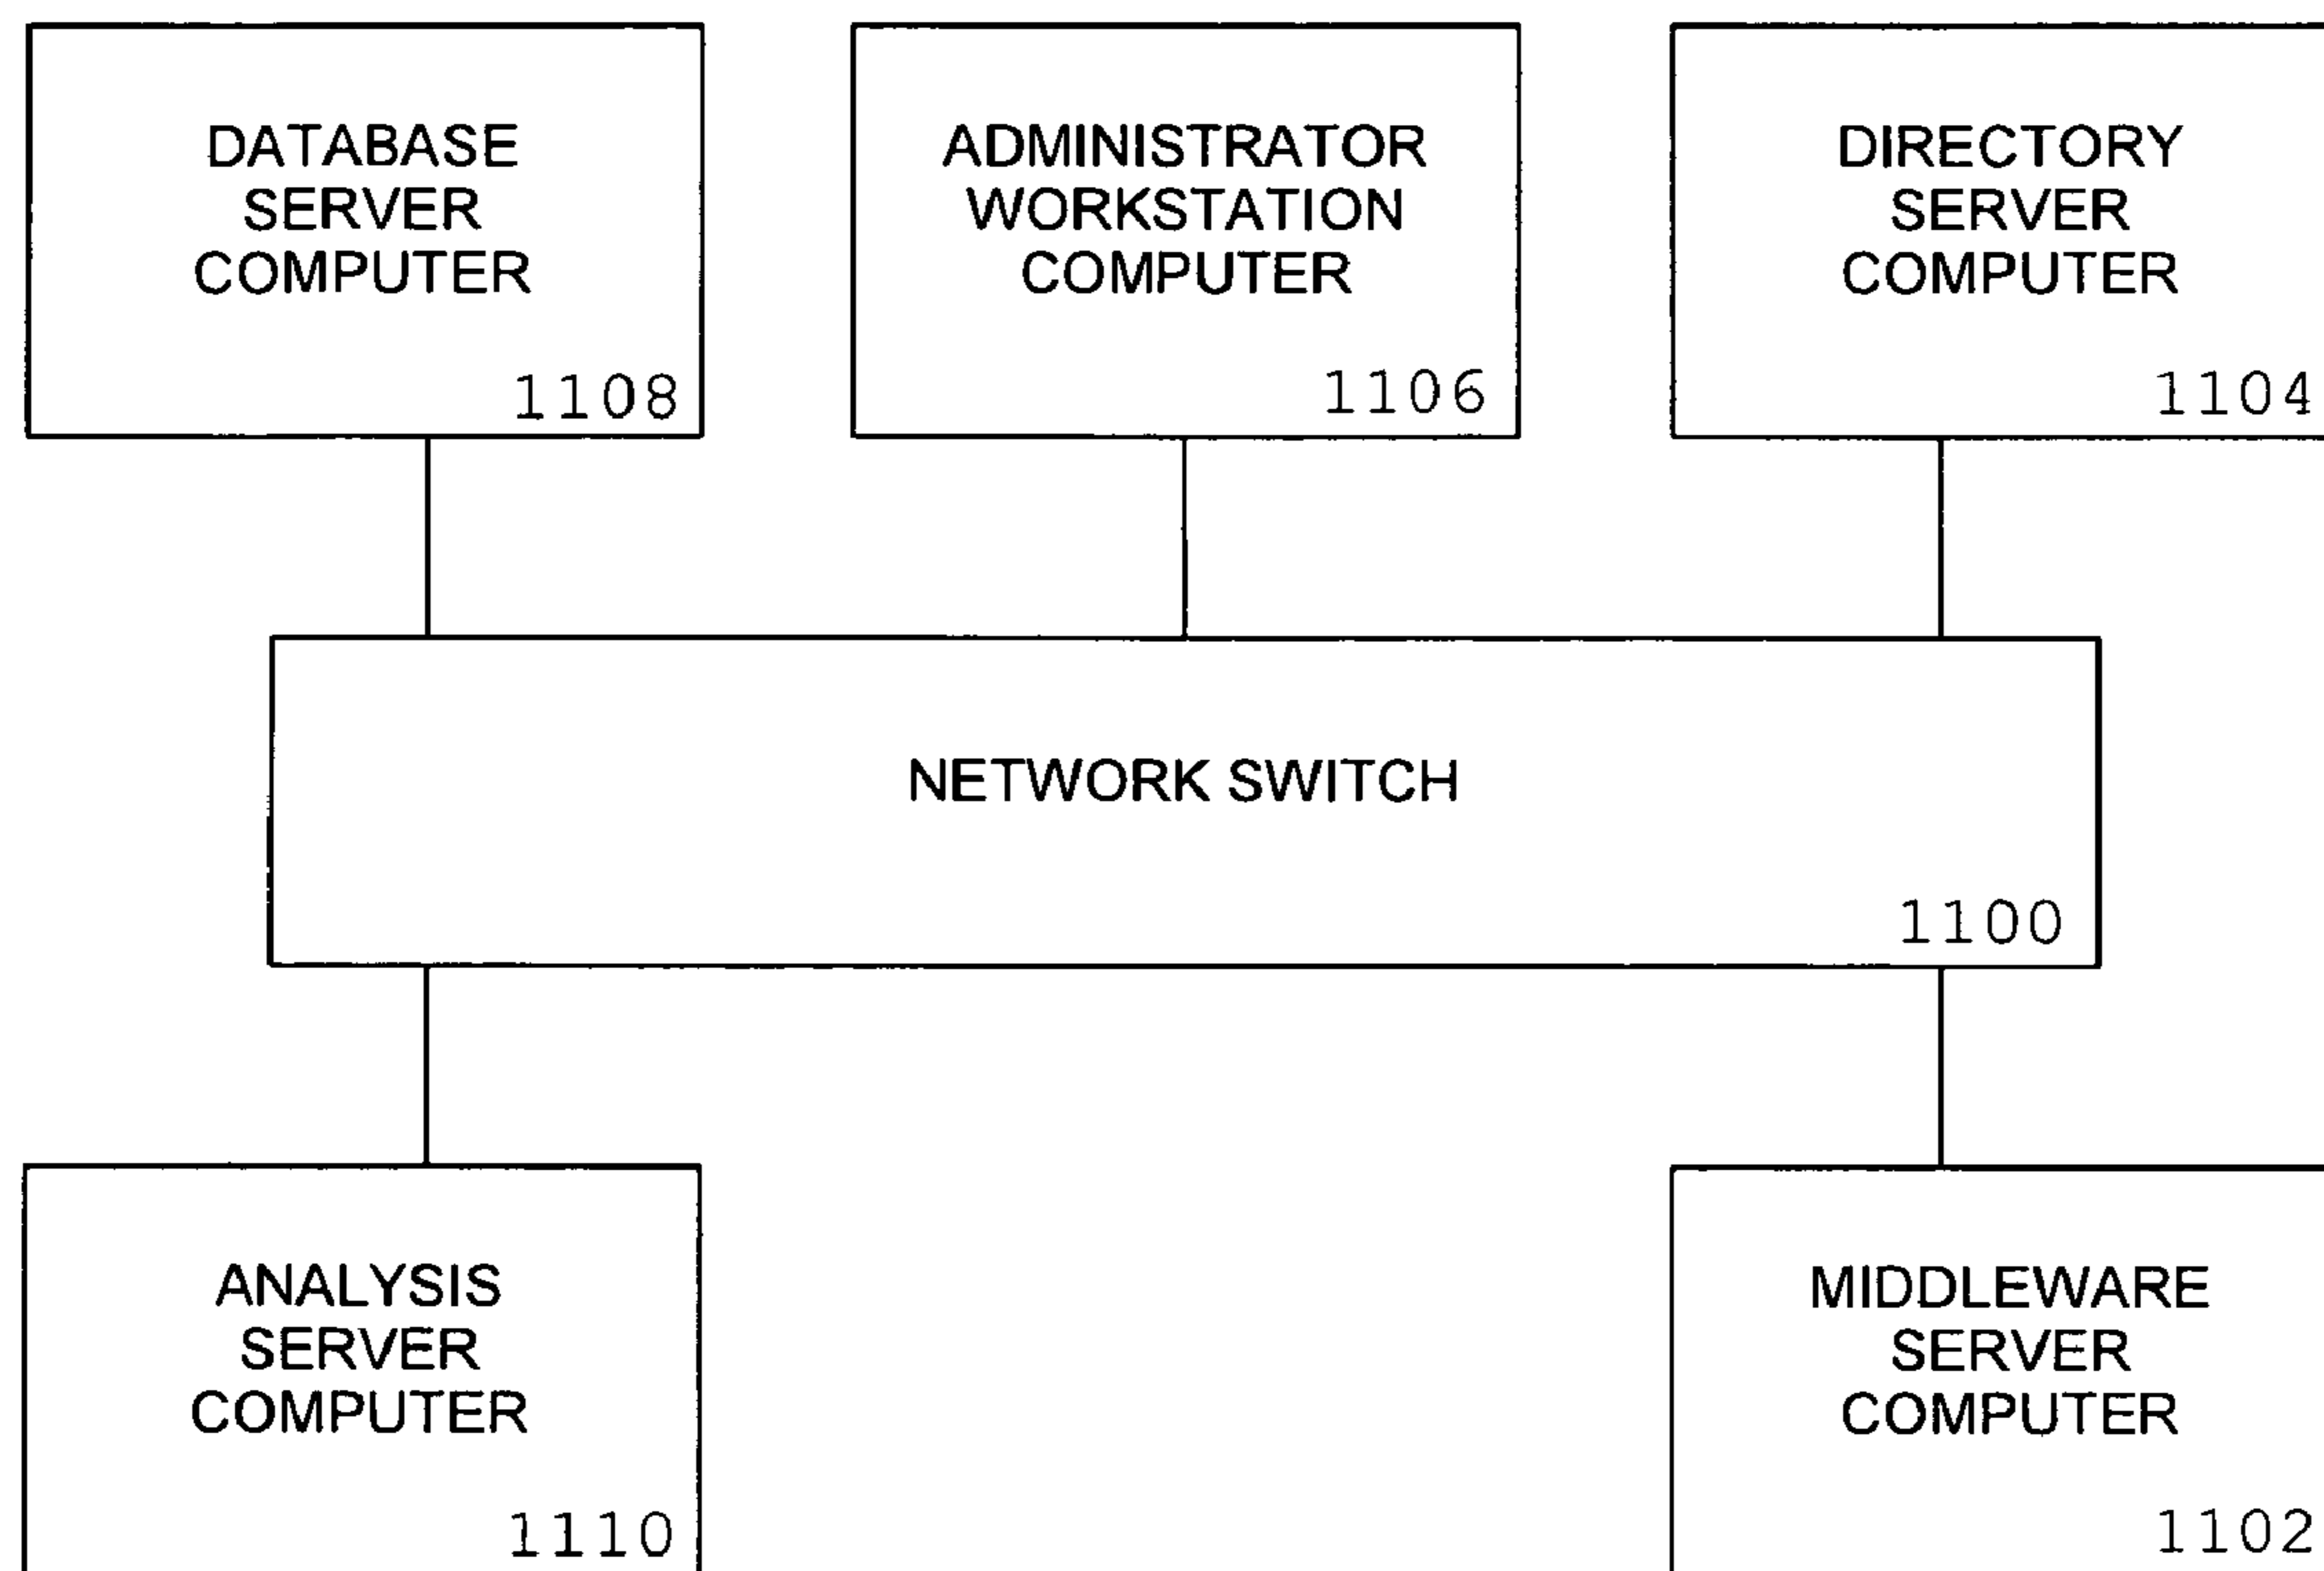 DATABASE
SERVER
COMPUTER
1108
ADMINISTRATOR
WORKSTATION
COMPUTER
1106
DIRECTORY
SERVER
COMPUTER
1104
NETWORK SWITCH
1100
ANALYSIS
SERVER
COMPUTER
1110
MIDDLEWARE
SERVER
COMPUTER
1102